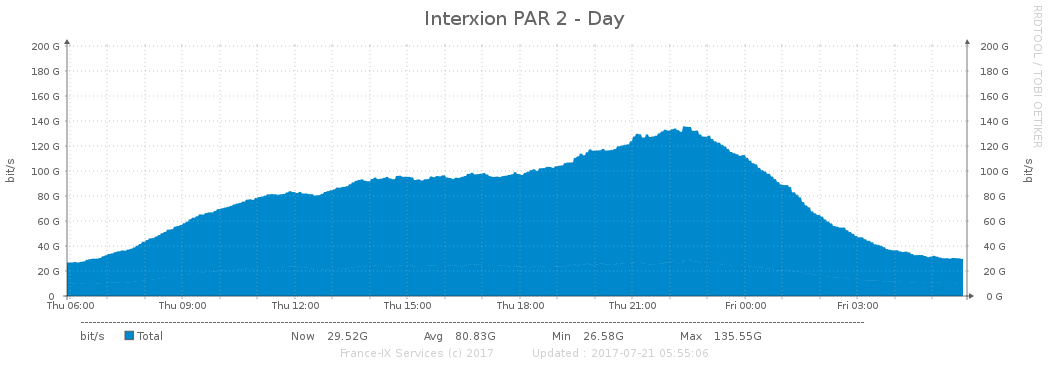 Interxion PAR 2 - Day
RRDTOOL / TOBI OETIKER
200 G 200 G
180 G 180 G
160 G 160 G
140 G 140 G
120 G 120 G
100 G 100 G
80 G 80 G
60 G 60 G
40 G 40 G
20 G 20 G
0 0 G
bit/s bit/s
Thu 06:00 Thu 09:00 Thu 12:00 Thu 15:00 Thu 18:00 Thu 21:00 Fri 00:00 Fri 03:00
bit/s Total Now 29.52G Avg 80.83G Min 26.58G Max 135.55G
France-IX Services (c) 2017 Updated : 2017-07-21 05:55:06